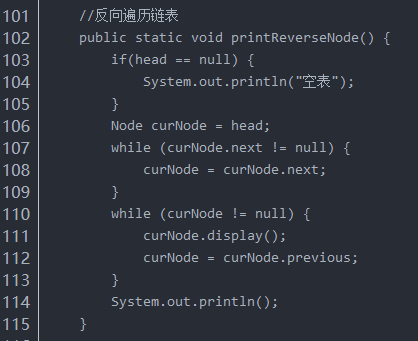 101 //反向遍历链表
102 public static void printReverseNode() {
103 if(head == null) {
104 System.out.println("空表");
105 }
106 Node curNode = head;
107 while (curNode.next != null) {
108 curNode = curNode.next;
109 }
110 while (curNode != null) {
111 curNode.display();
112 curNode = curNode.previous;
113 }
114 System.out.println();
115 }